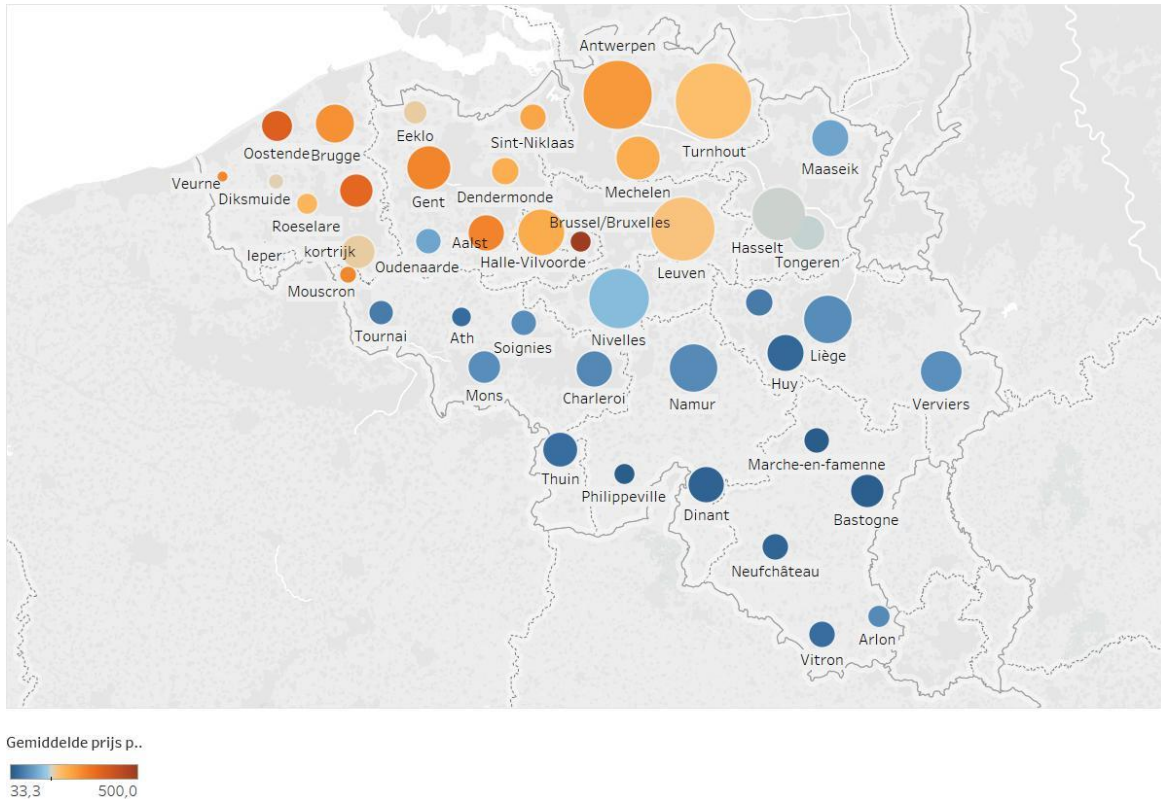 Antwerpen
Eeklo
Sint-Niklaas
Turnhout
Oostende
Brugge
Maaseik
Veurne
Diksmuide
Gent
Dendermonde
Mechelen
Roeselare
Brussel/Bruxelles
Ieper
kortrijk
Oudenaarde
Aalst
Halle-Vilvoorde
Leuven
Hasselt
Tongeren
Mouscron
Tournai
Ath
Soignies
Nivelles
Liège
Mons
Charleroi
Namur
Huy
Verviers
Marche-en-famenne
Thuin
Philippeville
Dinant
Bastogne
Neufchâteau
Vitron
Arlon
Gemiddelde prijs p..
33,3 500,0